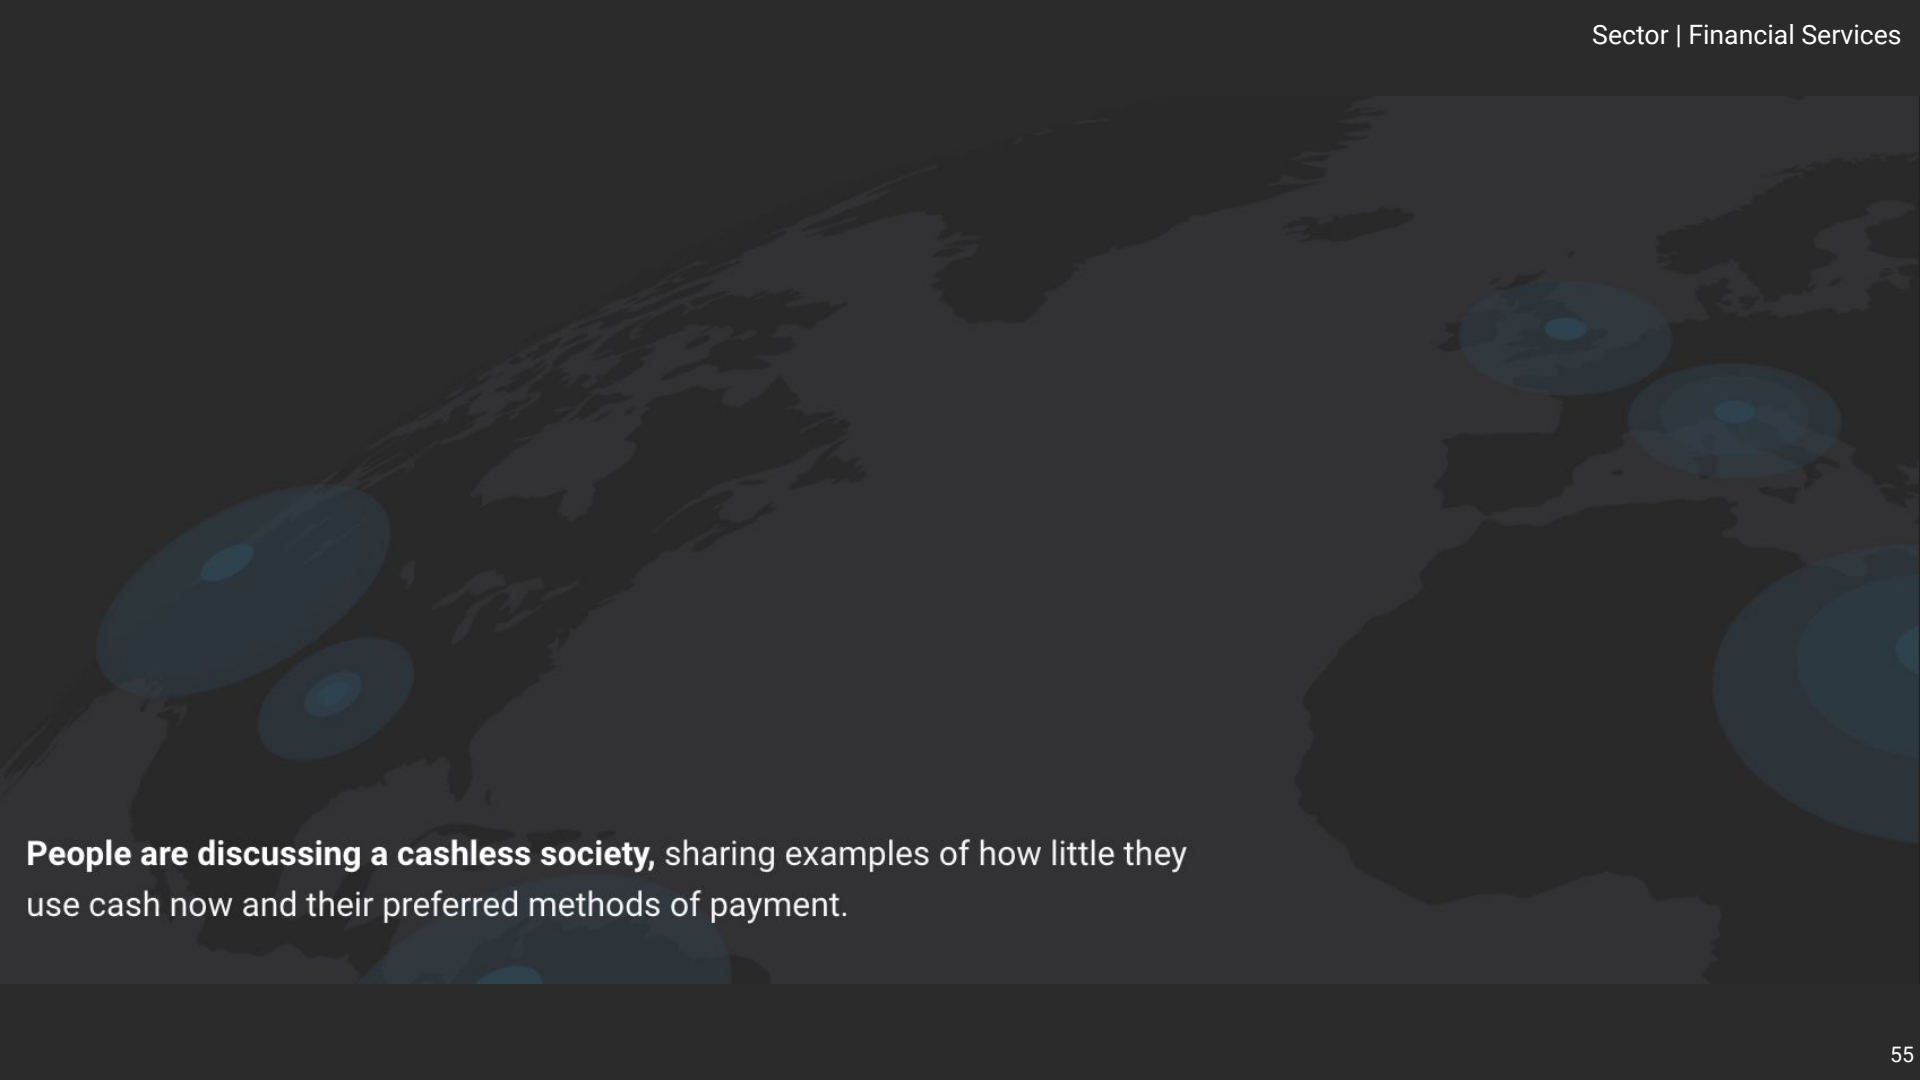 Sector | Financial Services
People are discussing a cashless society, sharing examples of how little they
use cash now and their preferred methods of payment.
55